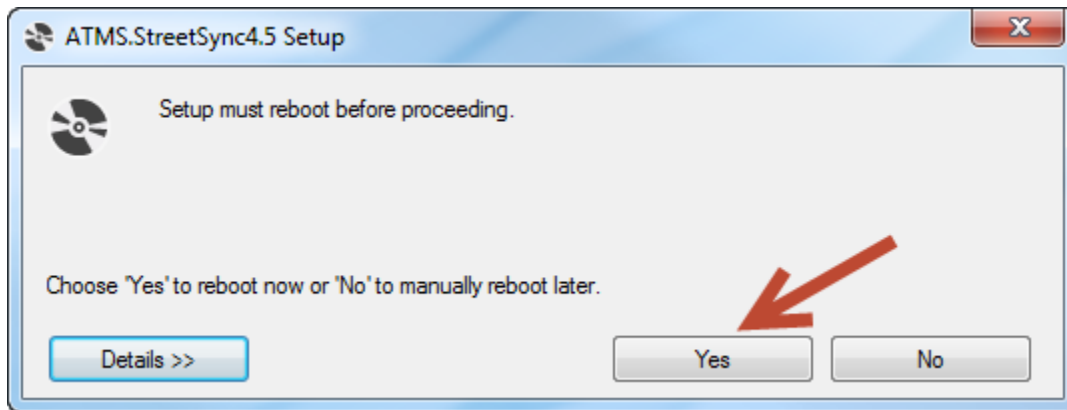 ATMS.StreetSync4.5 Setup
Setup must reboot before proceeding.
Choose 'Yes' to reboot now or 'No' to manually reboot later.
Details >>
Yes
No